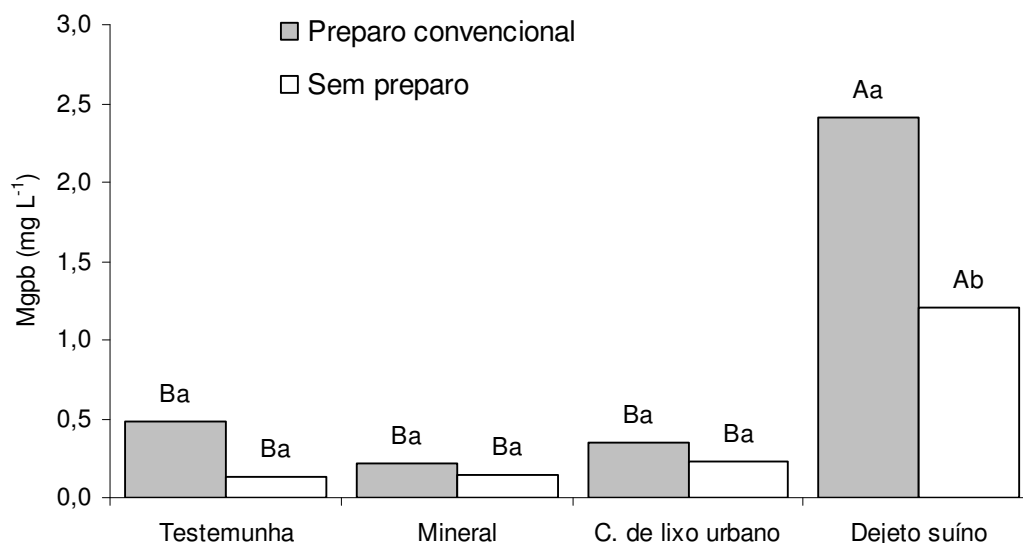 3,0
Preparo convencional
Sem preparo
2,5
Aa
2,0
Mgpb (mg L-1)
1,5
Ab
1,0
Ba
0,5
Ba
Ba
Ba
Ba
Ba
0,0
Testemunha
Mineral
C. de lixo urbano
Dejeto suíno